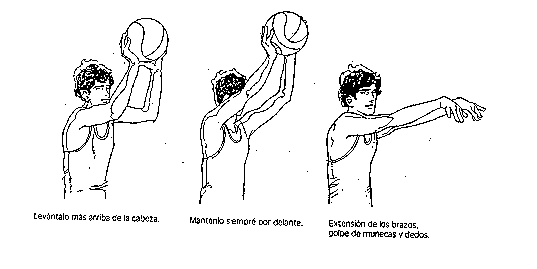 Levántalo más arriba de la cabeza.
Mantenlo siempre por delante.
Extensión de los brazos,
golpe de muñecas y dedos.